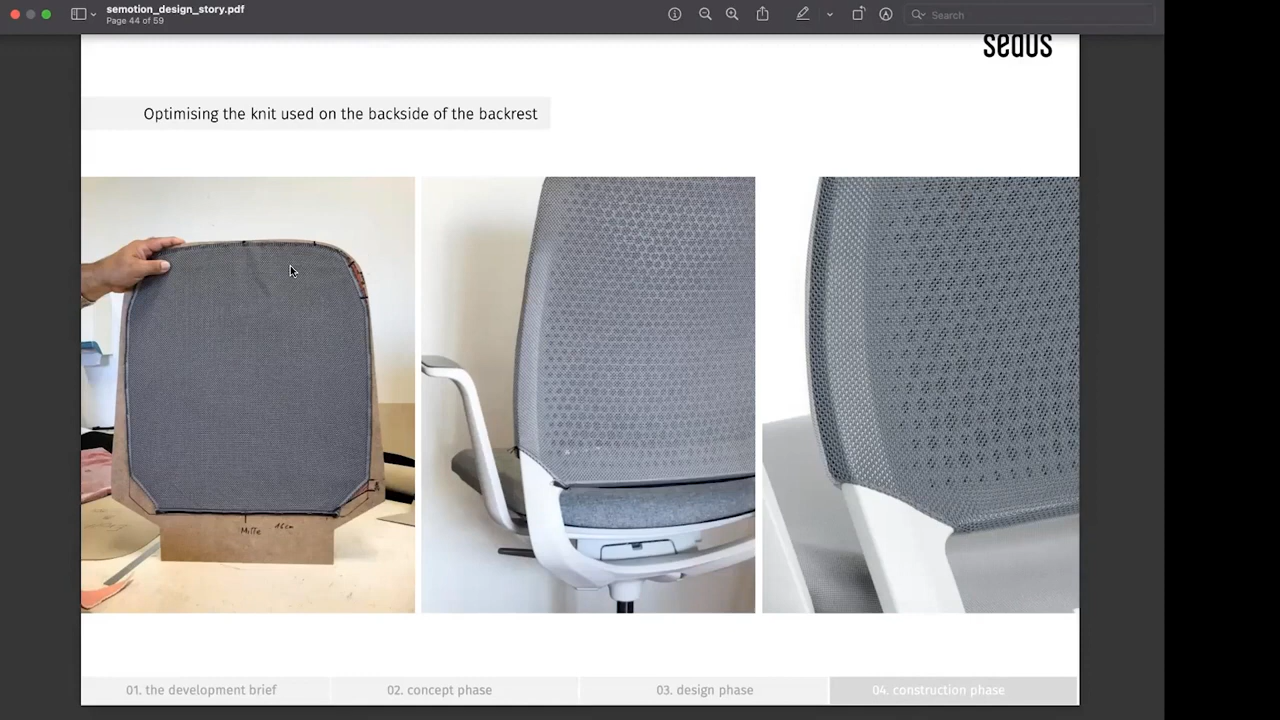 semotion_design_story.pdf
Page 44 of 59
Search
sedus
Optimising the knit used on the backside of the backrest
Mitte 46cm
01. the development brief
02. concept phase
03. design phase
04. construction phase